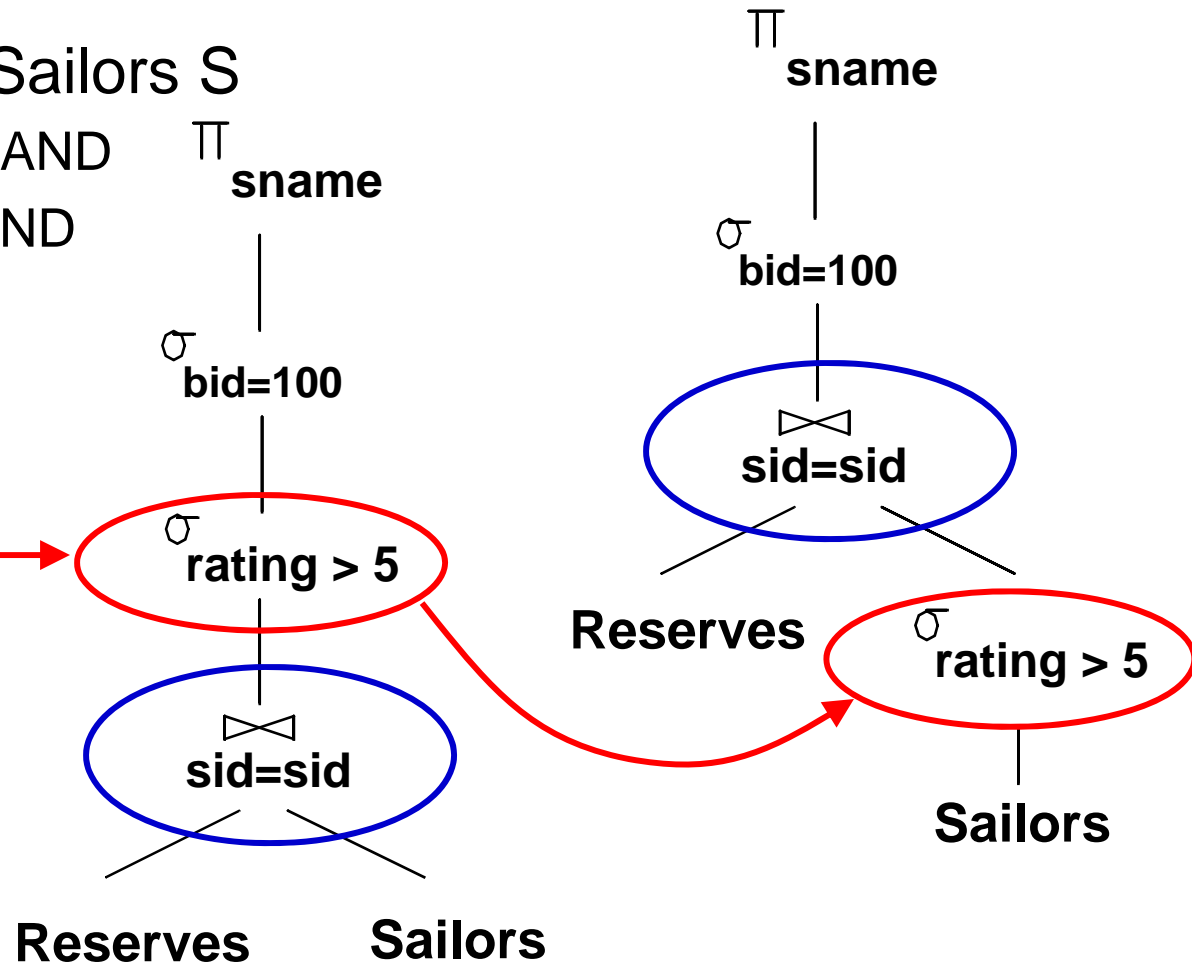 Sailors S
AND
ND
π
sname
σ
bid=100
σ
rating > 5
⋈
sid=sid
Reserves
Sailors
π
sname
σ
bid=100
⋈
sid=sid
Reserves
σ
rating > 5
Sailors